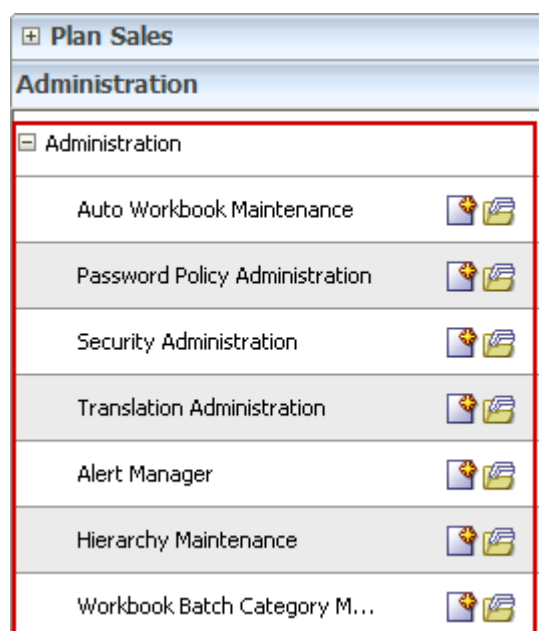 Plan Sales
Administration
Administration
Auto Workbook Maintenance
Password Policy Administration
Security Administration
Translation Administration
Alert Manager
Hierarchy Maintenance
Workbook Batch Category M...